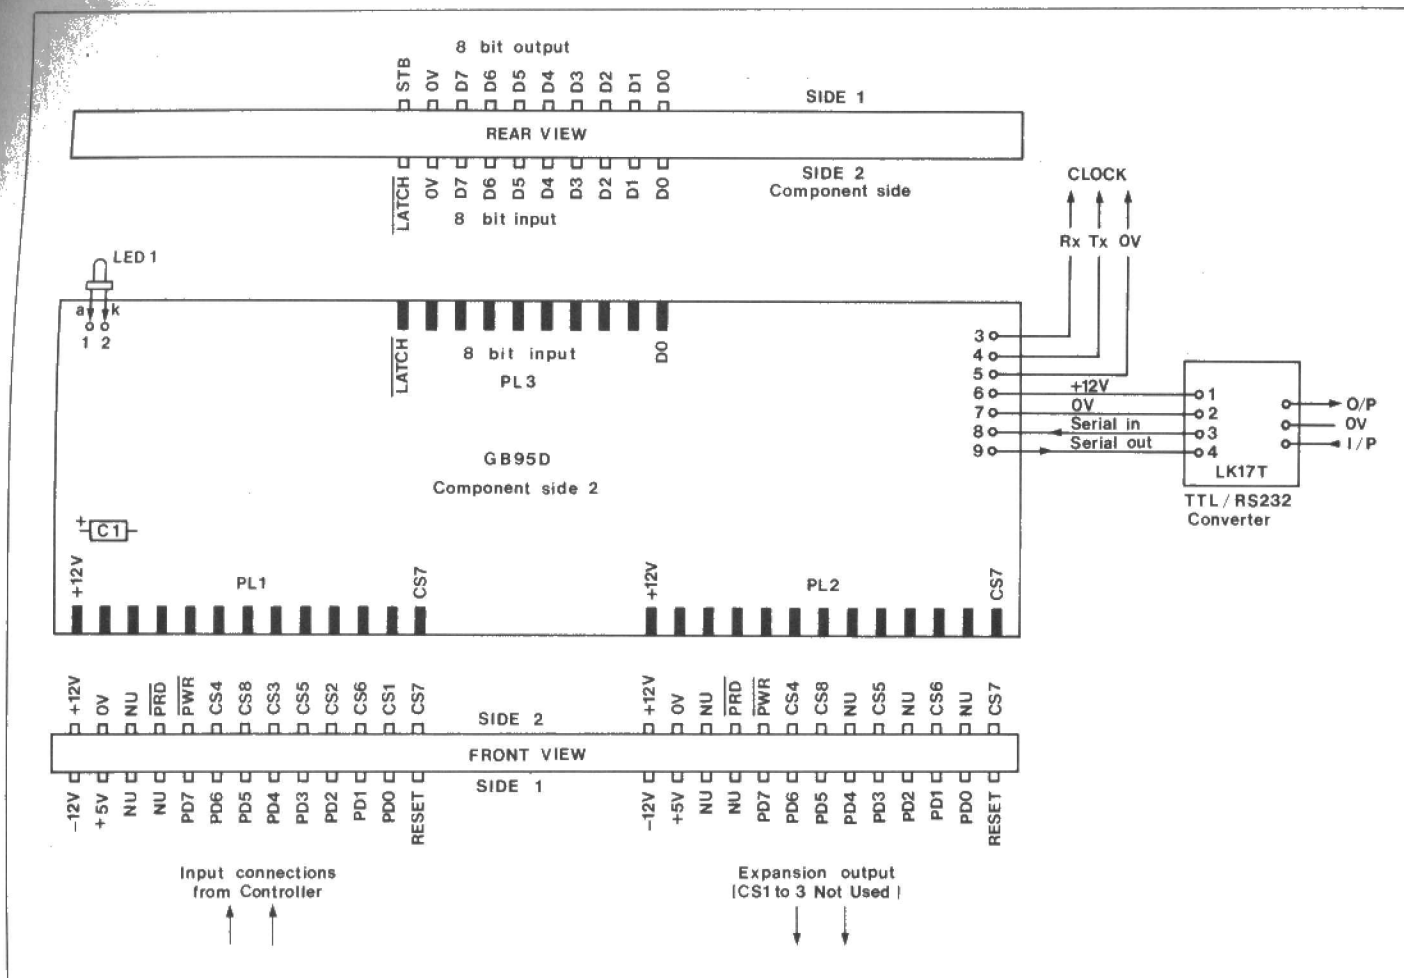 8 bit output
STB 0V D7 D6 D5 D4 D3 D2 D1 D0
SIDE 1
REAR VIEW
SIDE 2
Component side
LATCH 0V D7 D6 D5 D4 D3 D2 D1 D0
8 bit input
CLOCK
Rx Tx 0V
LED 1
a k
1 2
LATCH
8 bit input
D0
PL3
3
4
5
6 +12V 1
7 0V 2
8 Serial in 3
9 Serial out 4
O/P
0V
I/P
LK17T
TTL / RS232
Converter
GB95D
Component side 2
+ C1
+12V PL1 CS7
+12V PL2 CS7
+12V 0V NU PRD PWR CS4 CS8 CS3 CS5 CS2 CS6 CS1 CS7
SIDE 2
+12V 0V NU PRD PWR CS4 CS8 NU CS5 NU CS6 NU CS7
FRONT VIEW
SIDE 1
-12V +5V NU NU PD7 PD6 PD5 PD4 PD3 PD2 PD1 PD0 RESET
-12V +5V NU NU PD7 PD6 PD5 PD4 PD3 PD2 PD1 PD0 RESET
Input connections
from Controller
Expansion output
(CS1 to 3 Not Used )